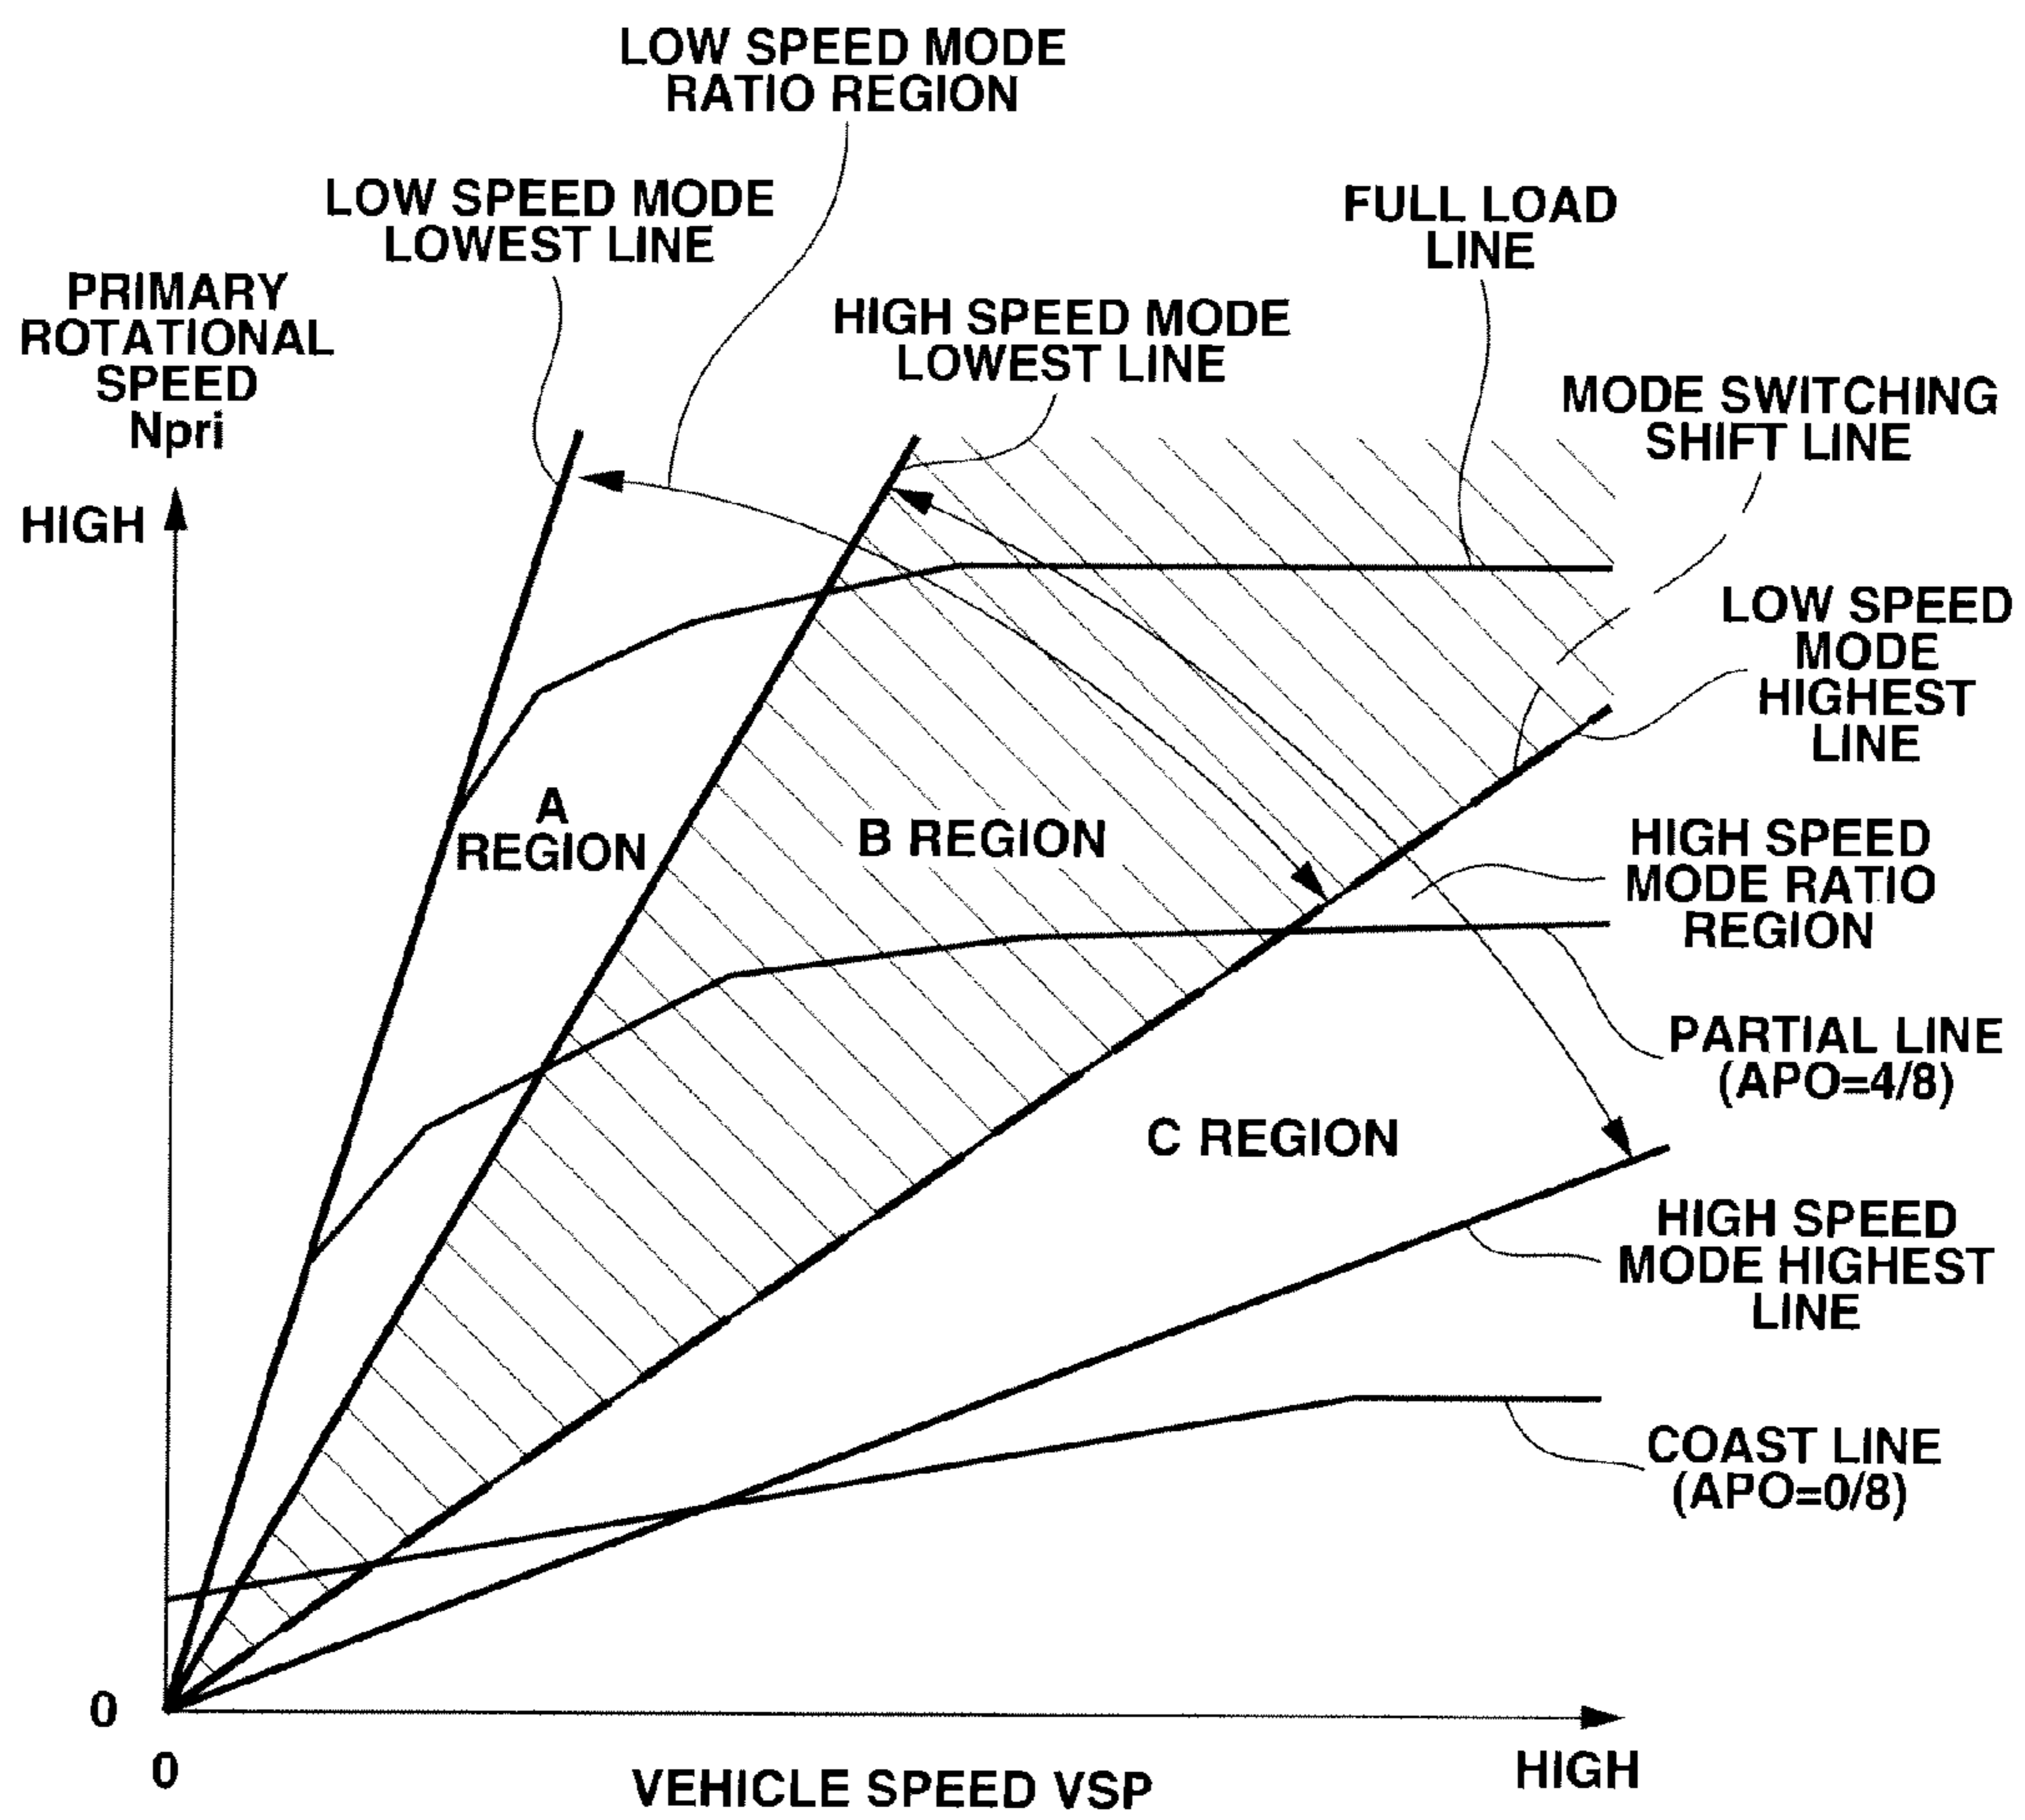 LOW SPEED MODE
RATIO REGION
LOW SPEED MODE
LOWEST LINE
FULL LOAD
LINE
PRIMARY
ROTATIONAL
SPEED
Npri
HIGH SPEED MODE
LOWEST LINE
MODE SWITCHING
SHIFT LINE
HIGH
LOW SPEED
MODE
HIGHEST
LINE
A
REGION
B REGION
HIGH SPEED
MODE RATIO
REGION
PARTIAL LINE
(APO=4/8)
C REGION
HIGH SPEED
MODE HIGHEST
LINE
COAST LINE
(APO=0/8)
0
0
VEHICLE SPEED VSP
HIGH